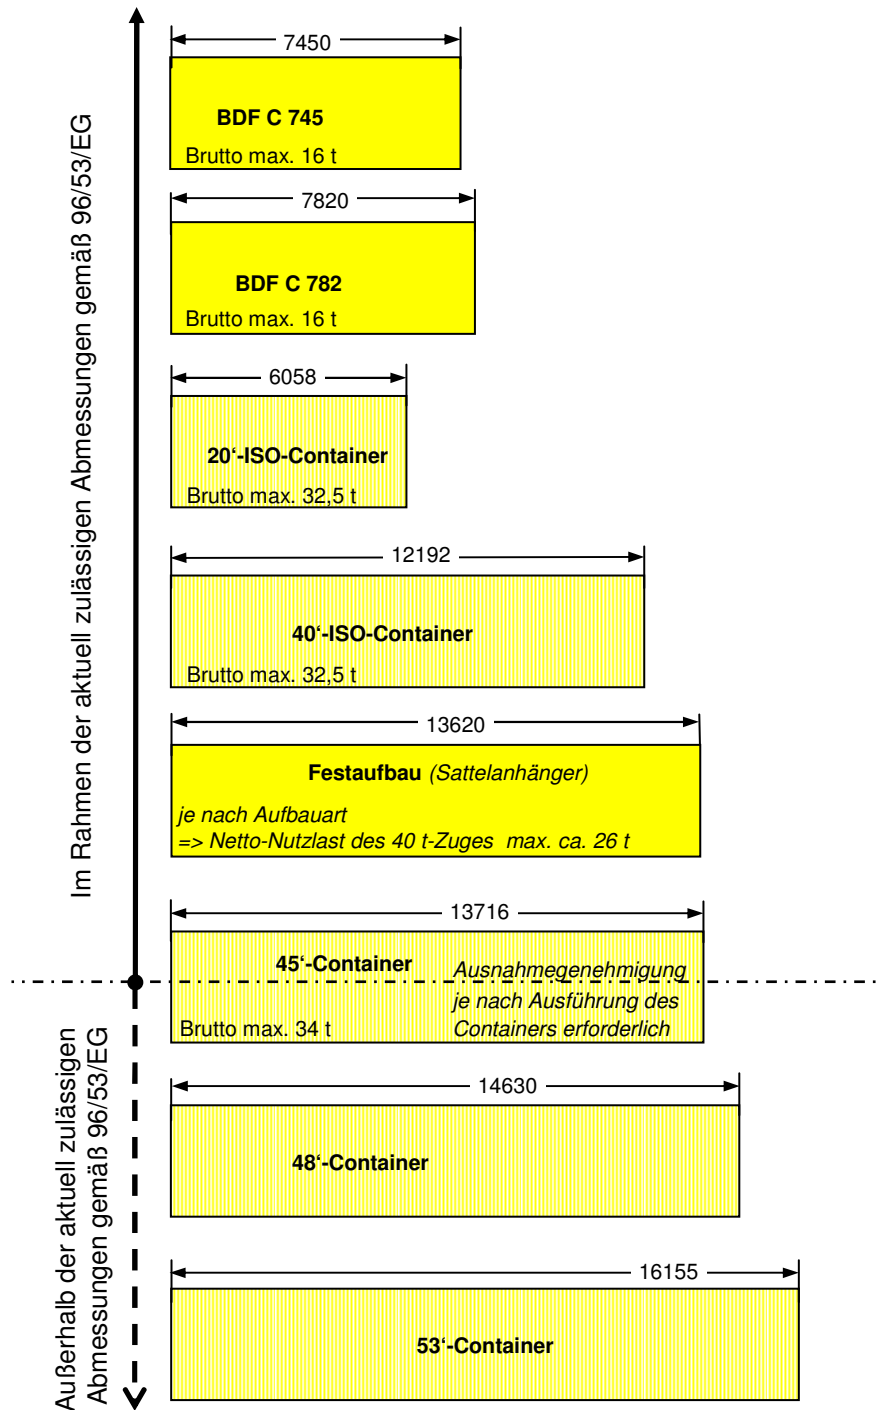 Im Rahmen der aktuell zulässigen Abmessungen gemäß 96/53/EG
7450
BDF C 745
Brutto max. 16 t
7820
BDF C 782
Brutto max. 16 t
6058
20‘-ISO-Container
Brutto max. 32,5 t
12192
40‘-ISO-Container
Brutto max. 32,5 t
13620
Festaufbau (Sattelanhänger)
je nach Aufbauart
=> Netto-Nutzlast des 40 t-Zuges max. ca. 26 t
13716
45‘-Container
Ausnahmegenehmigung
je nach Ausführung des
Containers erforderlich
Brutto max. 34 t
Außerhalb der aktuell zulässigen
Abmessungen gemäß 96/53/EG
14630
48‘-Container
16155
53‘-Container